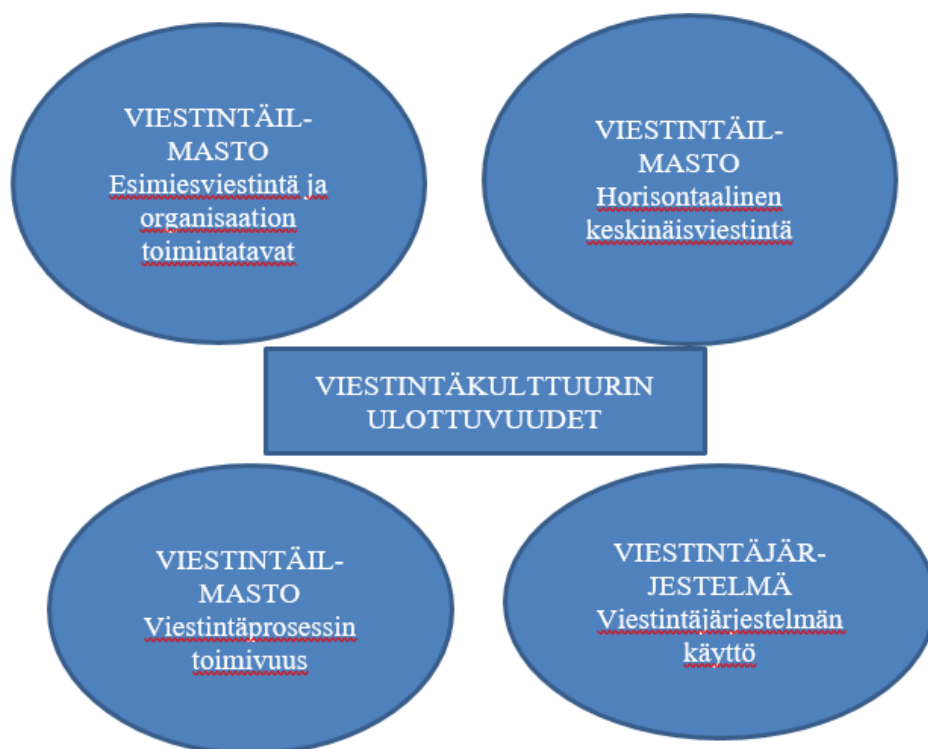 VIESTINTÄIL-
MASTO
Esimiesviestintä ja
organisaation
toimintatavat
VIESTINTÄIL-
MASTO
Horisontaalinen
keskinäisviestintä
VIESTINTÄKULTTUURIN
ULOTTUVUUDET
VIESTINTÄIL-
MASTO
Viestintäprosessin
toimivuus
VIESTINTÄJÄR-
JESTELMÄ
Viestintäjärjestelmän
käyttö